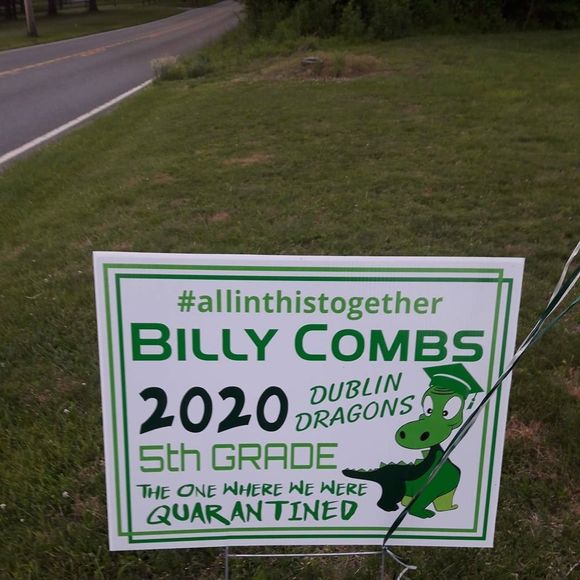 #allinthistogether
BILLY COMBS
2020 DUBLIN DRAGONS
5th GRADE
THE ONE WHERE WE WERE
QUARANTINED